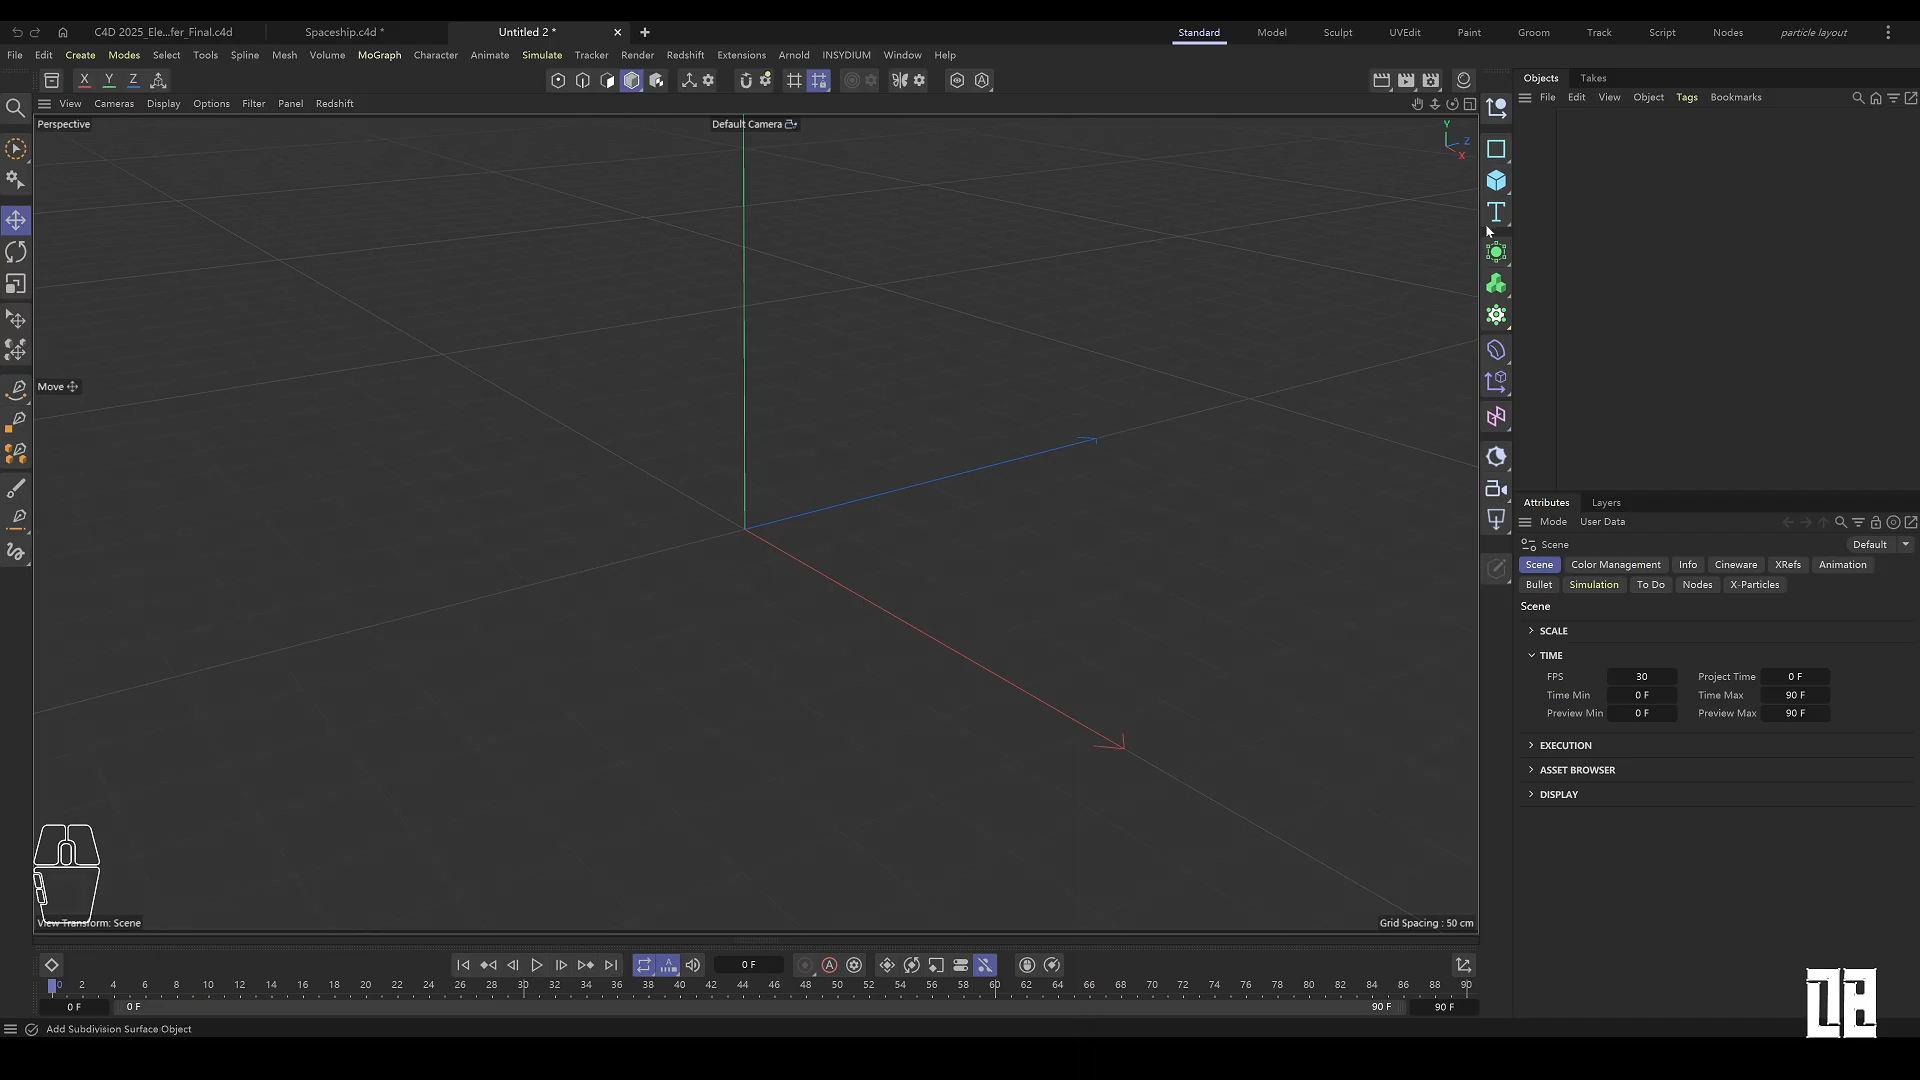 C4D 2025_Ele...fer_Final.c4d Spaceship.c4d * Untitled 2 * Standard Model Sculpt UVEdit Paint Groom Track Script Nodes particle layout
File Edit Create Modes Select Tools Spline Mesh Volume MoGraph Character Animate Simulate Tracker Render Redshift Extensions Arnold INSYDIUM Window Help
X Y Z
Objects Takes
View Cameras Display Options Filter Panel Redshift
File Edit View Object Tags Bookmarks
Perspective
Default Camera
Y
Z
X
Move
Attributes Layers
Mode User Data
Scene Default
Scene Color Management Info Cineware XRefs Animation
Bullet Simulation To Do Nodes X-Particles
Scene
SCALE
TIME
FPS 30 Project Time 0 F
Time Min 0 F Time Max 90 F
Preview Min 0 F Preview Max 90 F
EXECUTION
ASSET BROWSER
DISPLAY
View Transform: Scene
Grid Spacing : 50 cm
0 F
0 2 4 6 8 10 12 14 16 18 20 22 24 26 28 30 32 34 36 38 40 42 44 46 48 50 52 54 56 58 60 62 64 66 68 70 72 74 76 78 80 82 84 86 88 90
0 F 0 F 90 F 90 F
Add Subdivision Surface Object